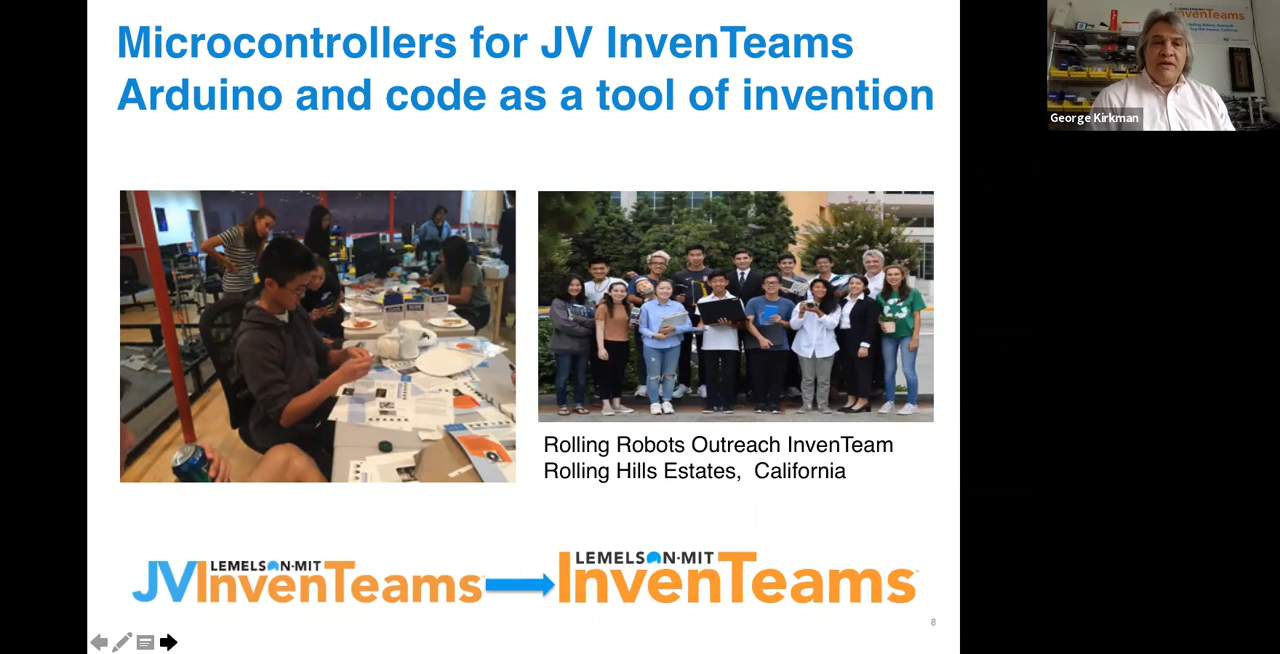 Microcontrollers for JV InvenTeams
Arduino and code as a tool of invention
InvenTeams
George Kirkman
Rolling Robots Outreach InvenTeam
Rolling Hills Estates, California
LEMELSON-MIT
JVInvenTeams
LEMELSON-MIT
InvenTeams
8